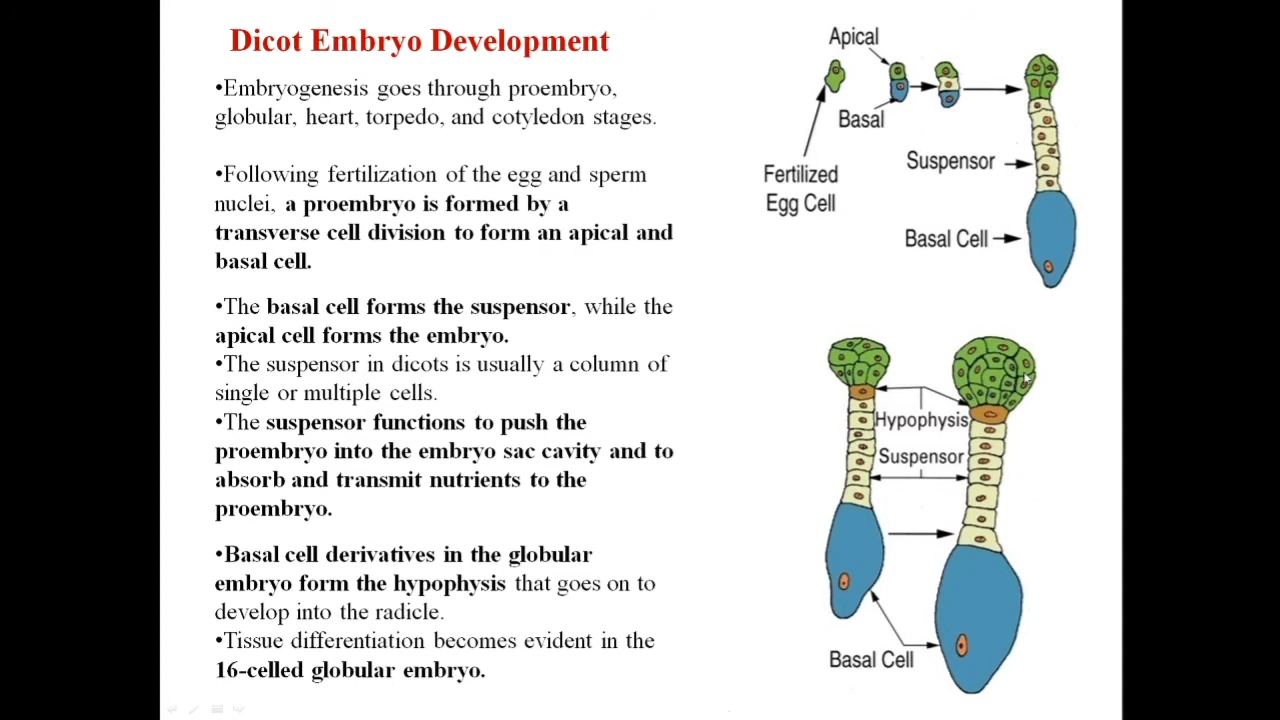 Dicot Embryo Development
•Embryogenesis goes through proembryo,
globular, heart, torpedo, and cotyledon stages.
•Following fertilization of the egg and sperm
nuclei, a proembryo is formed by a
transverse cell division to form an apical and
basal cell.
•The basal cell forms the suspensor, while the
apical cell forms the embryo.
•The suspensor in dicots is usually a column of
single or multiple cells.
•The suspensor functions to push the
proembryo into the embryo sac cavity and to
absorb and transmit nutrients to the
proembryo.
•Basal cell derivatives in the globular
embryo form the hypophysis that goes on to
develop into the radicle.
•Tissue differentiation becomes evident in the
16-celled globular embryo.
Apical
Basal
Fertilized
Egg Cell
Suspensor
Basal Cell
Hypophysis
Suspensor
Basal Cell